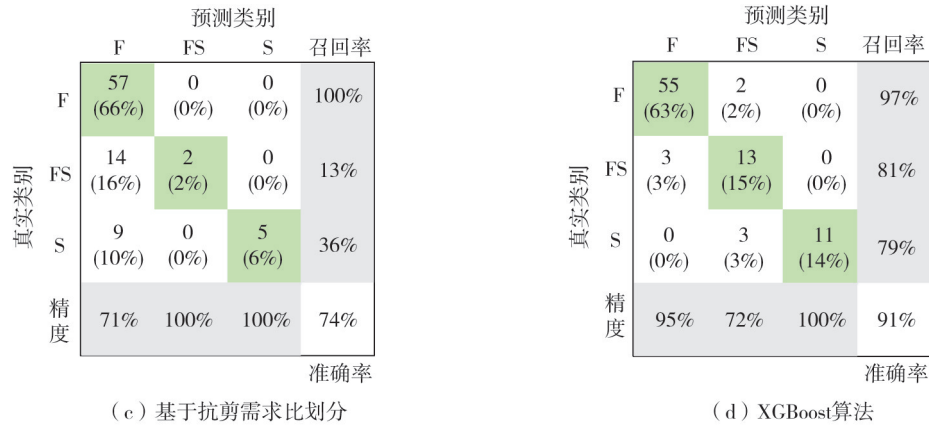 预测类别
F FS S 召回率
真实类别
F 57 (66%) 0 (0%) 0 (0%) 100%
FS 14 (16%) 2 (2%) 0 (0%) 13%
S 9 (10%) 0 (0%) 5 (6%) 36%
精度 71% 100% 100% 74%
准确率
(c)基于抗剪需求比划分
预测类别
F FS S 召回率
真实类别
F 55 (63%) 2 (2%) 0 (0%) 97%
FS 3 (3%) 13 (15%) 0 (0%) 81%
S 0 (0%) 3 (3%) 11 (14%) 79%
精度 95% 72% 100% 91%
准确率
(d)XGBoost算法